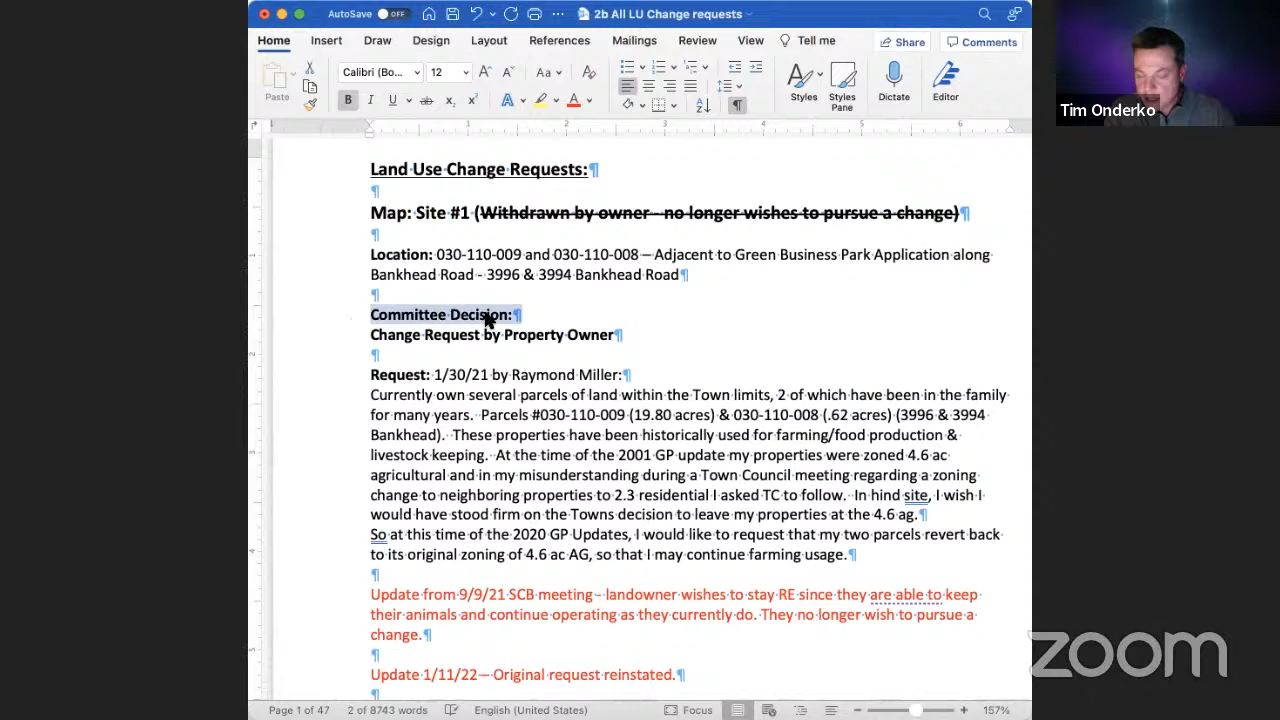 AutoSave OFF 2b All LU Change requests
Home Insert Draw Design Layout References Mailings Review View Tell me Share Comments
Paste Calibri (Bo... 12 Styles Styles Pane Dictate Editor
Tim Onderko
Land Use Change Requests:¶
¶
Map: Site #1 (Withdrawn by owner - no longer wishes to pursue a change)¶
¶
Location: 030-110-009 and 030-110-008 – Adjacent to Green Business Park Application along
Bankhead Road - 3996 & 3994 Bankhead Road¶
¶
Committee Decision:¶
Change Request by Property Owner¶
¶
Request: 1/30/21 by Raymond Miller:¶
Currently own several parcels of land within the Town limits, 2 of which have been in the family
for many years. Parcels #030-110-009 (19.80 acres) & 030-110-008 (.62 acres) (3996 & 3994
Bankhead). These properties have been historically used for farming/food production &
livestock keeping. At the time of the 2001 GP update my properties were zoned 4.6 ac
agricultural and in my misunderstanding during a Town Council meeting regarding a zoning
change to neighboring properties to 2.3 residential I asked TC to follow. In hind site, I wish I
would have stood firm on the Towns decision to leave my properties at the 4.6 ag.¶
So at this time of the 2020 GP Updates, I would like to request that my two parcels revert back
to its original zoning of 4.6 ac AG, so that I may continue farming usage.¶
¶
Update from 9/9/21 SCB meeting - landowner wishes to stay RE since they are able to keep
their animals and continue operating as they currently do. They no longer wish to pursue a
change.¶
¶
Update 1/11/22 – Original request reinstated.¶
¶
zoom
Page 1 of 47 2 of 8743 words English (United States) Focus 157%